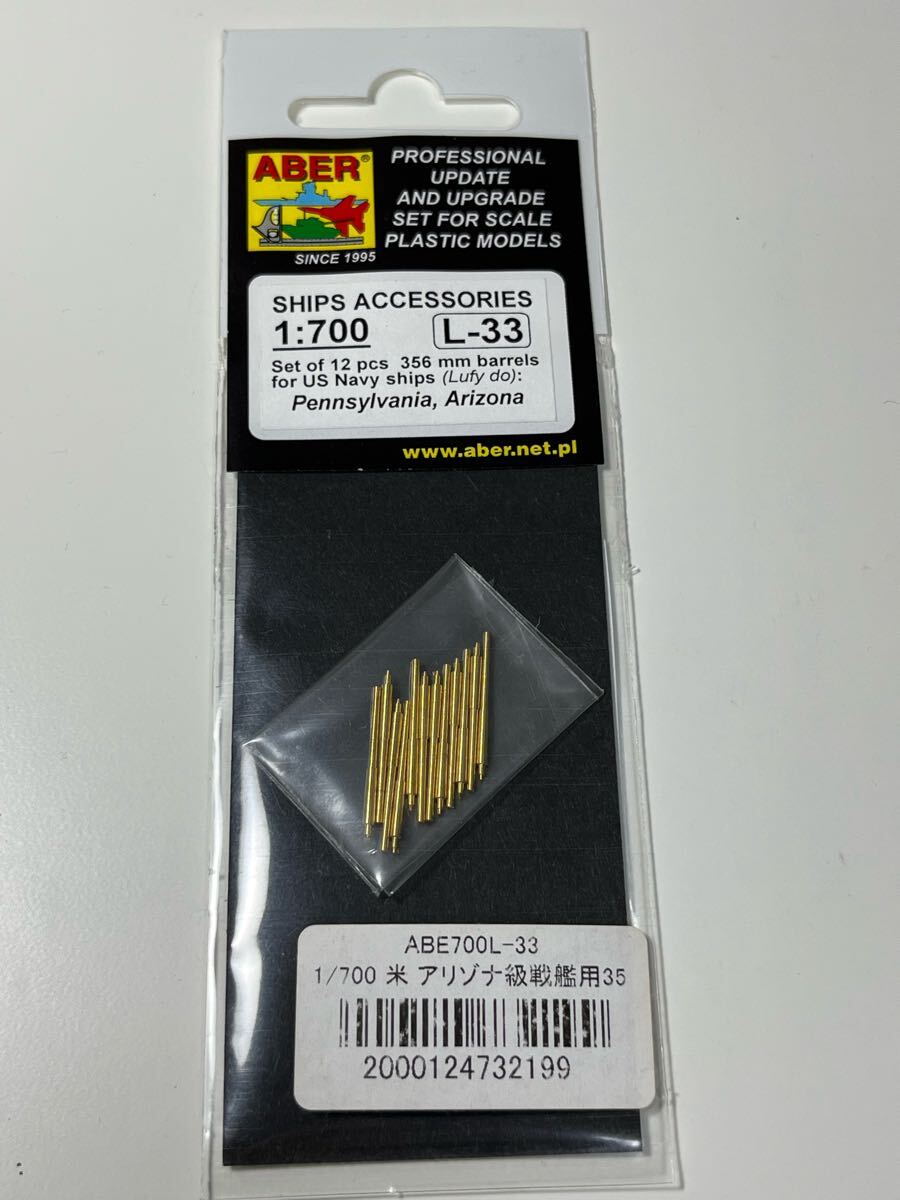 ABER®
SINCE 1995
PROFESSIONAL
UPDATE
AND UPGRADE
SET FOR SCALE
PLASTIC MODELS
SHIPS ACCESSORIES
1:700 L-33
Set of 12 pcs 356 mm barrels
for US Navy ships (Lufy do):
Pennsylvania, Arizona
www.aber.net.pl
ABE700L-33
1/700 米 アリゾナ級戦艦用35
2000124732199